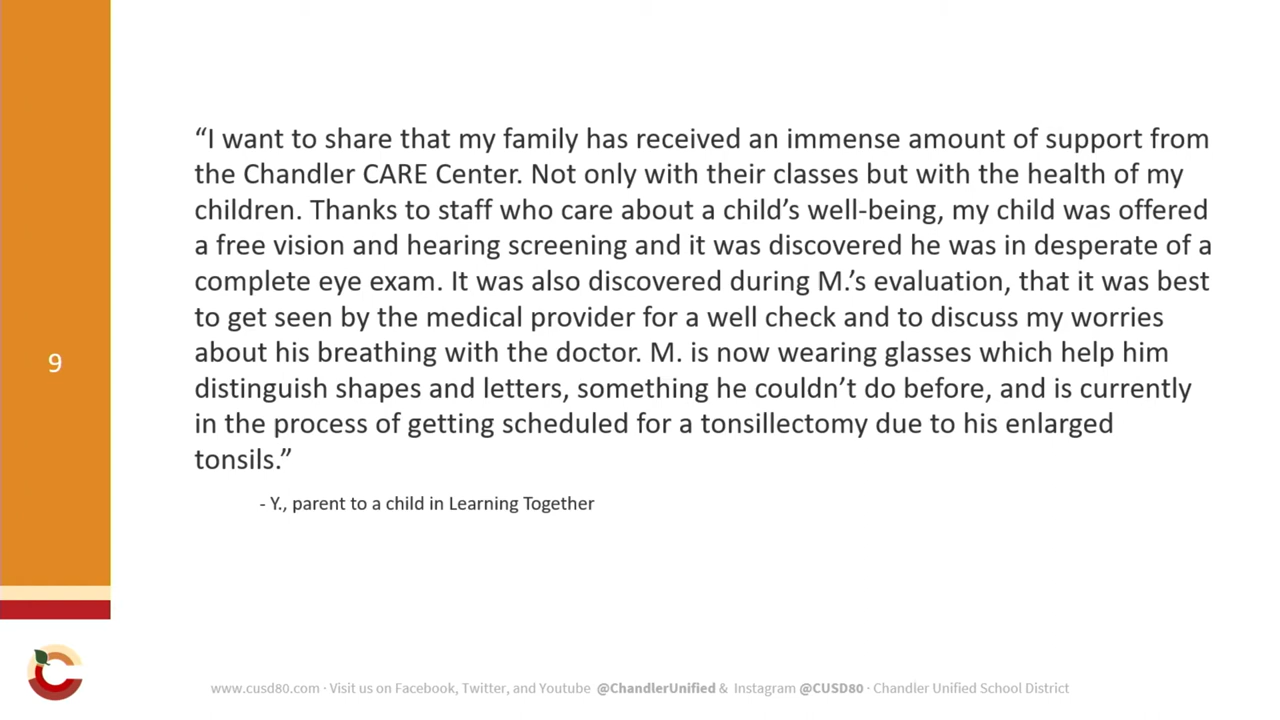 “I want to share that my family has received an immense amount of support from
the Chandler CARE Center. Not only with their classes but with the health of my
children. Thanks to staff who care about a child’s well-being, my child was offered
a free vision and hearing screening and it was discovered he was in desperate of a
complete eye exam. It was also discovered during M.’s evaluation, that it was best
to get seen by the medical provider for a well check and to discuss my worries
about his breathing with the doctor. M. is now wearing glasses which help him
distinguish shapes and letters, something he couldn’t do before, and is currently
in the process of getting scheduled for a tonsillectomy due to his enlarged
tonsils.”
- Y., parent to a child in Learning Together
9
www.cusd80.com · Visit us on Facebook, Twitter, and Youtube @ChandlerUnified & Instagram @CUSD80 · Chandler Unified School District